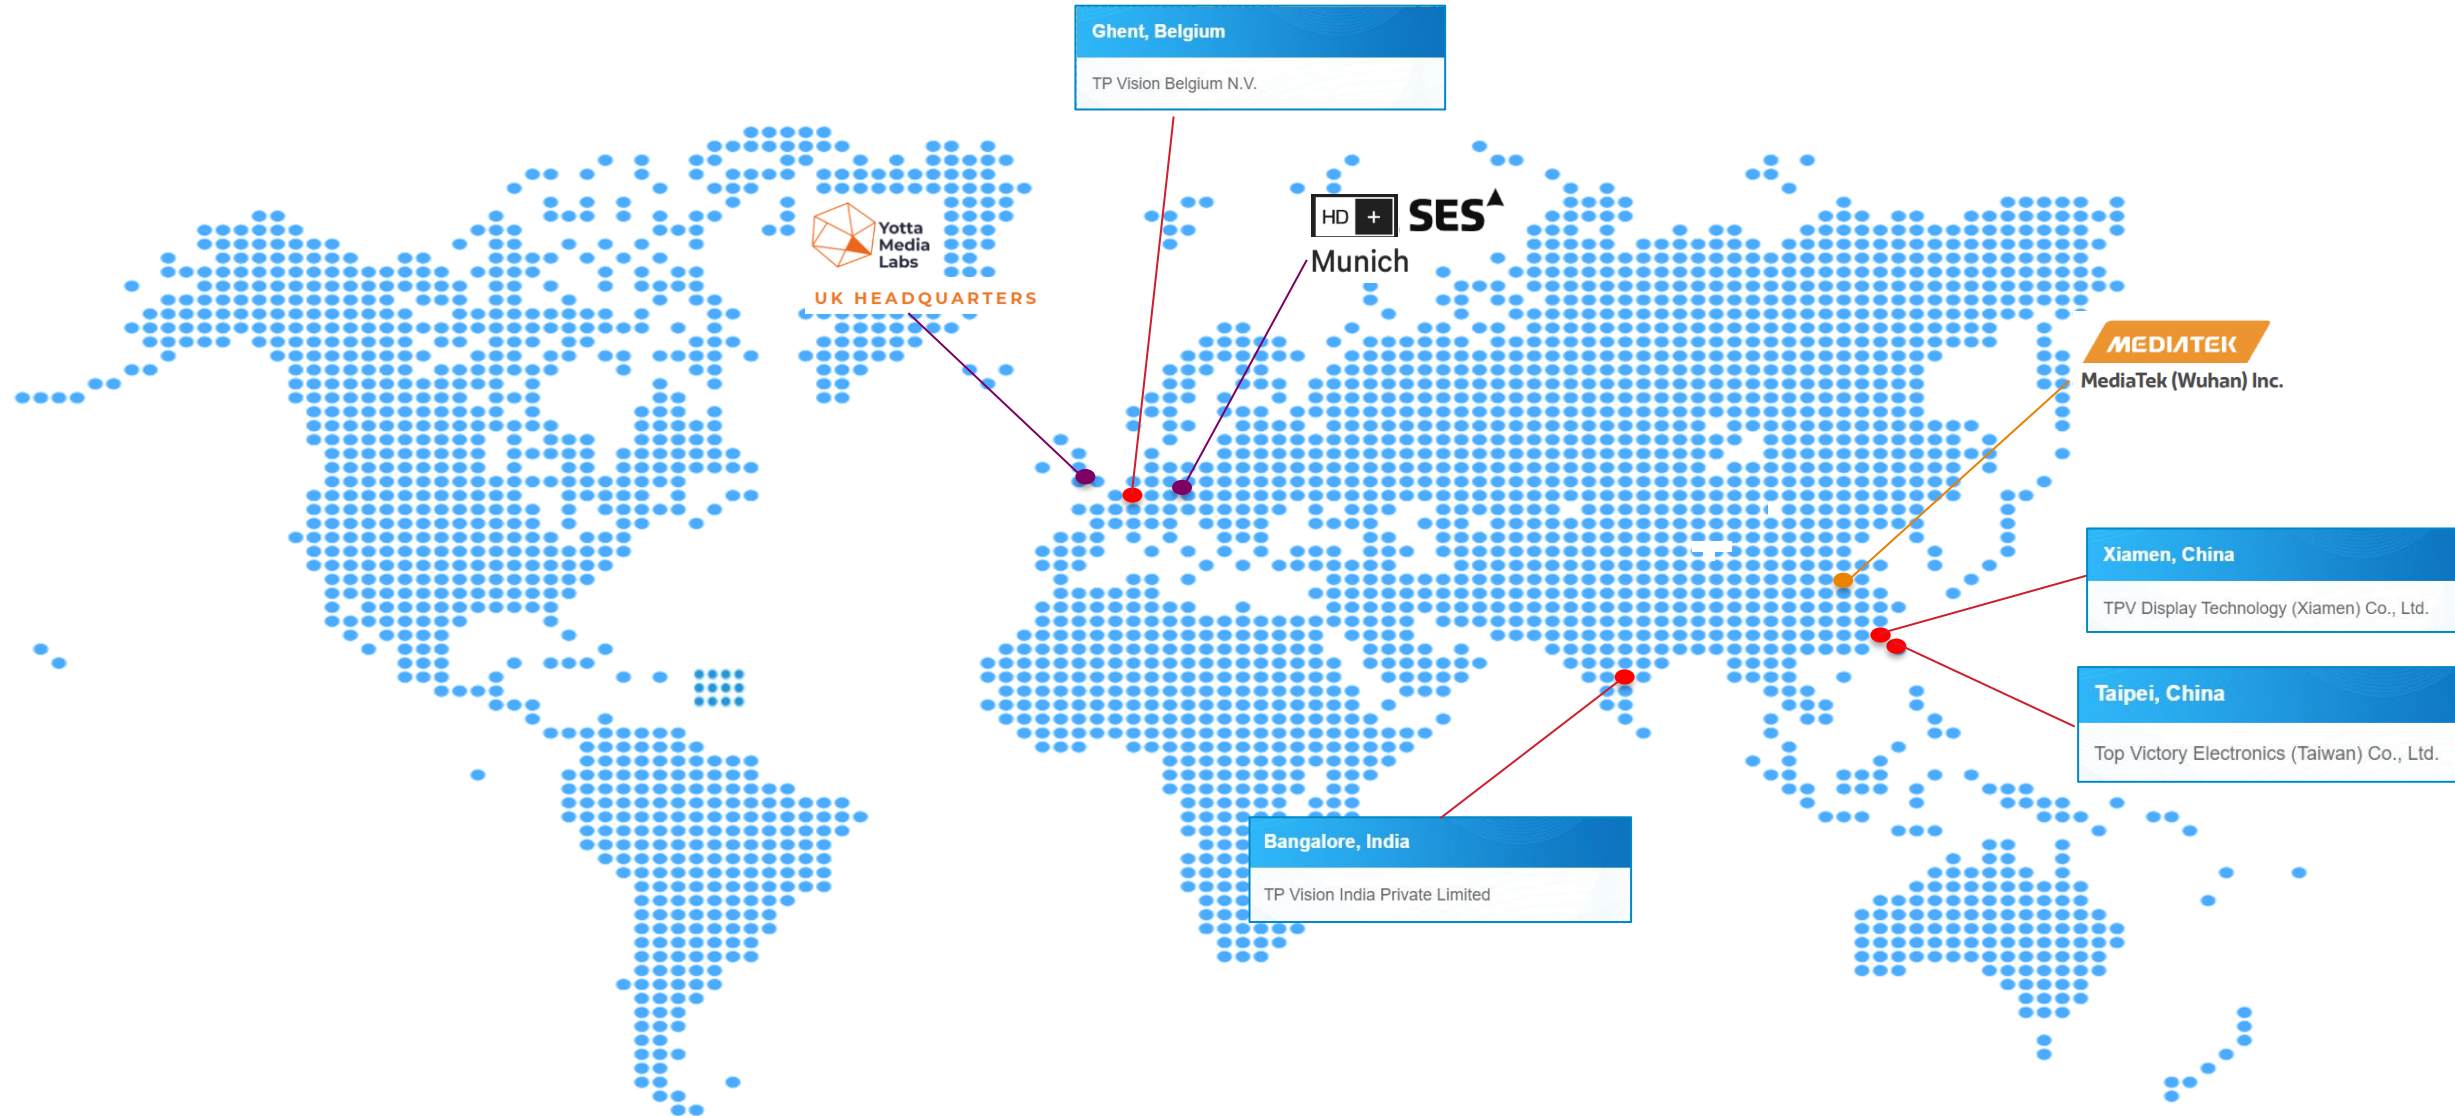 Ghent, Belgium
TP Vision Belgium N.V.
HD + SES
Munich
Yotta
Media
Labs
UK HEADQUARTERS
MEDIATEK
MediaTek (Wuhan) Inc.
Xiamen, China
TPV Display Technology (Xiamen) Co., Ltd.
Taipei, China
Top Victory Electronics (Taiwan) Co., Ltd.
Bangalore, India
TP Vision India Private Limited